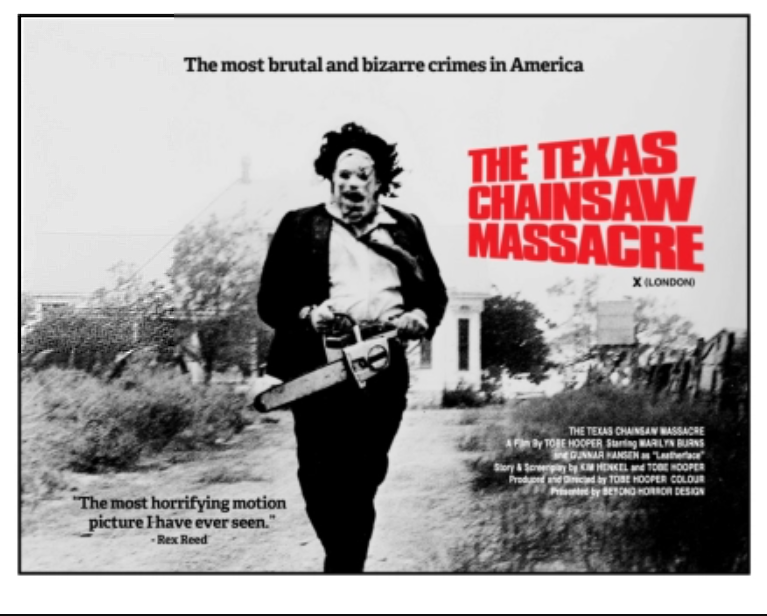 The most brutal and bizarre crimes in America
THE TEXAS
CHAINSAW
MASSACRE
X (LONDON)
THE TEXAS CHAINSAW MASSACRE
A Film By TOBE HOOPER Starring MARILYN BURNS
and GUNNAR HANSEN as "Leatherface"
Story & Screenplay by KIM HENKEL and TOBE HOOPER
Produced and Directed by TOBE HOOPER COLOUR
Presented by BEYOND HORROR DESIGN
"The most horrifying motion
picture I have ever seen."
- Rex Reed